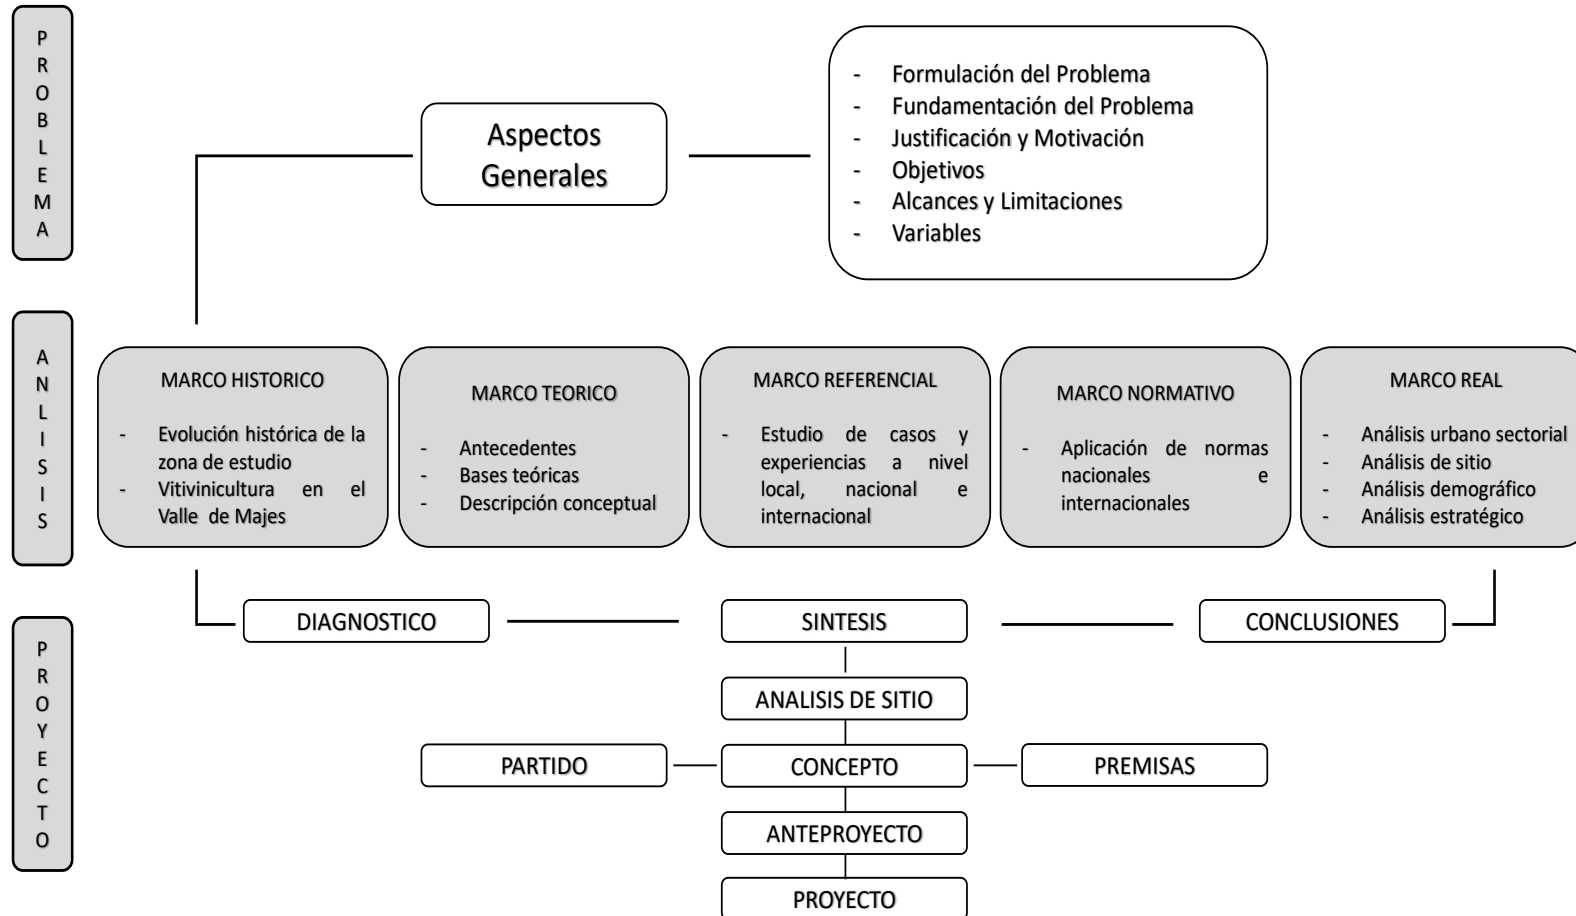 PROBLEMA
Aspectos
Generales
- Formulación del Problema
- Fundamentación del Problema
- Justificación y Motivación
- Objetivos
- Alcances y Limitaciones
- Variables
ANLISIS
MARCO HISTORICO
- Evolución histórica de la
zona de estudio
- Vitivinicultura en el
Valle de Majes
MARCO TEORICO
- Antecedentes
- Bases teóricas
- Descripción conceptual
MARCO REFERENCIAL
- Estudio de casos y
experiencias a nivel
local, nacional e
internacional
MARCO NORMATIVO
- Aplicación de normas
nacionales e
internacionales
MARCO REAL
- Análisis urbano sectorial
- Análisis de sitio
- Análisis demográfico
- Análisis estratégico
PROYECTO
DIAGNOSTICO
SINTESIS
CONCLUSIONES
ANALISIS DE SITIO
PARTIDO
CONCEPTO
PREMISAS
ANTEPROYECTO
PROYECTO